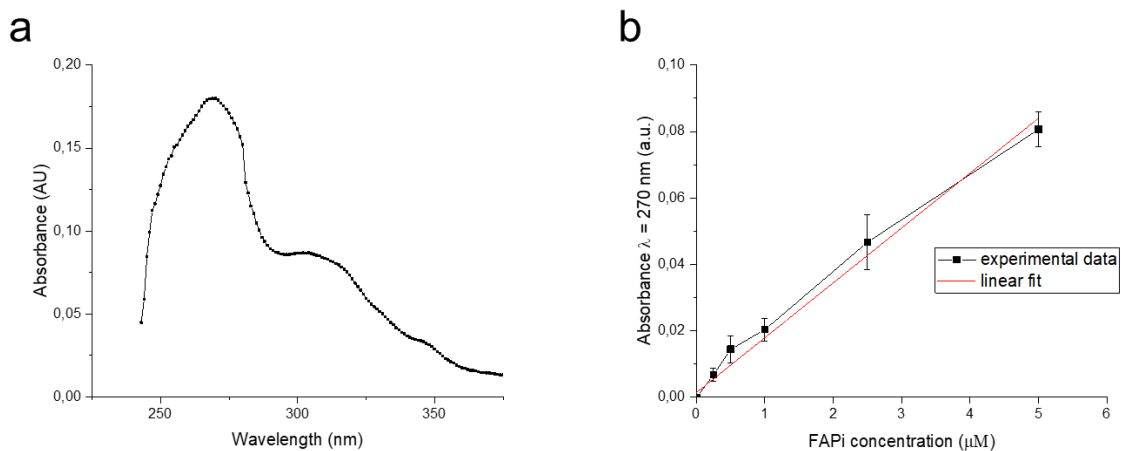 a
0,20
0,15
0,10
0,05
0,00
Absorbance (AU)
250
300
350
Wavelength (nm)
b
0,10
0,08
0,06
0,04
0,02
0,00
Absorbance λ = 270 nm (a.u.)
experimental data
linear fit
0
1
2
3
4
5
6
FAPi concentration (μM)